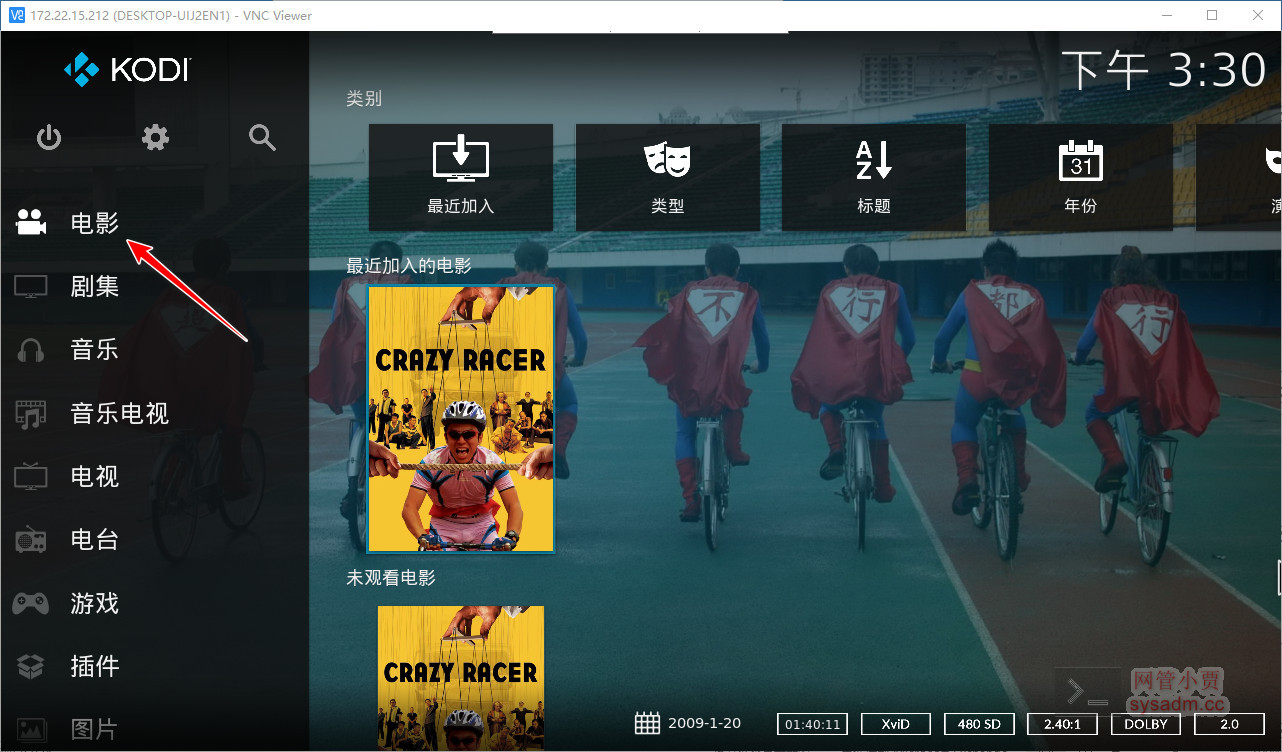 172.22.15.212 (DESKTOP-UIJ2EN1) - VNC Viewer
KODI
下午 3:30
类别
最近加入
类型
A
Z
标题
31
年份
电影
最近加入的电影
剧集
不 行 都 行
CRAZY RACER
音乐
音乐电视
电视
电台
未观看电影
游戏
CRAZY RACER
插件
图片
2009-1-20
01:40:11
XviD
480 SD
2.40:1
DOLBY
2.0
网管小贾
sysadm.cc